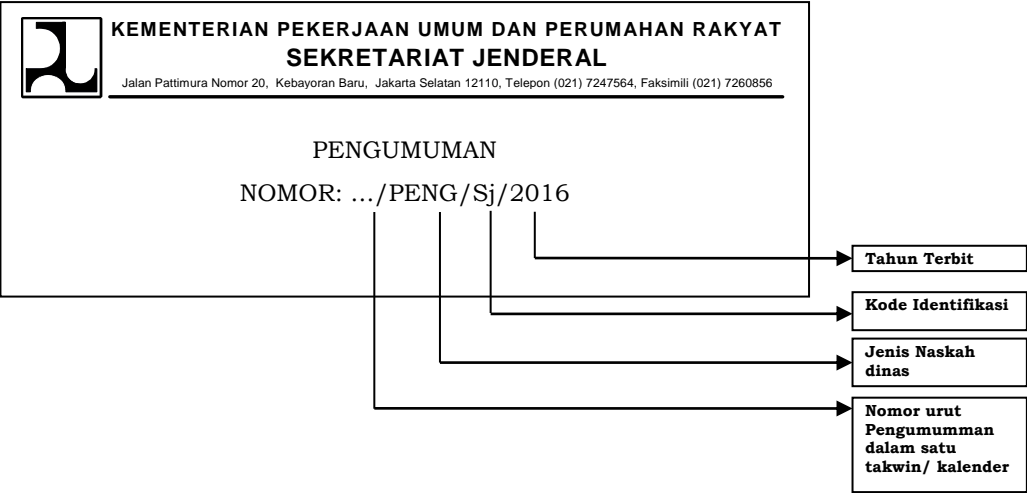 KEMENTERIAN PEKERJAAN UMUM DAN PERUMAHAN RAKYAT
SEKRETARIAT JENDERAL
Jalan Pattimura Nomor 20, Kebayoran Baru, Jakarta Selatan 12110, Telepon (021) 7247564, Faksimili (021) 7260856
PENGUMUMAN
NOMOR: .../PENG/Sj/2016
Tahun Terbit
Kode Identifikasi
Jenis Naskah
dinas
Nomor urut
Pengumumman
dalam satu
takwin/ kalender